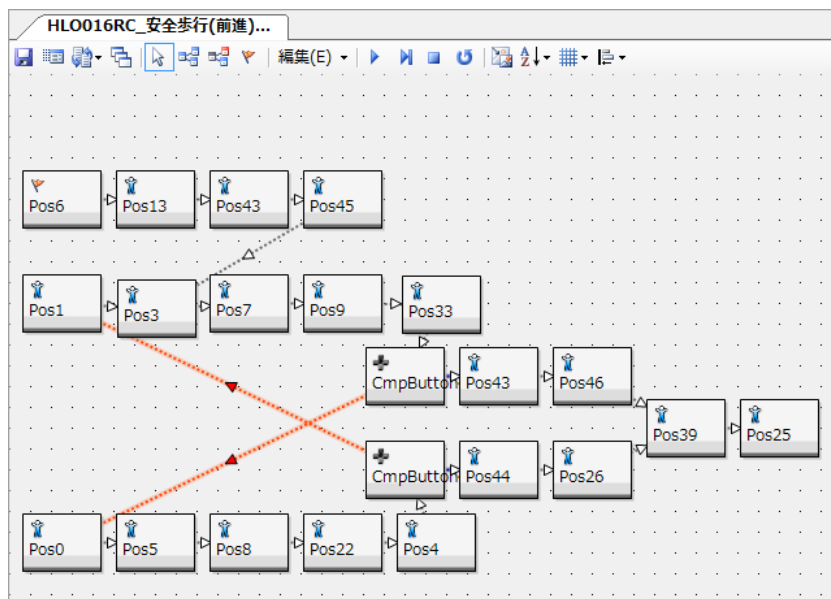 HLO016RC_安全歩行(前進)...
編集(E)
Pos6
Pos13
Pos43
Pos45
Pos1
Pos3
Pos7
Pos9
Pos33
CmpButton
Pos43
Pos46
Pos39
Pos25
CmpButton
Pos44
Pos26
Pos0
Pos5
Pos8
Pos22
Pos4